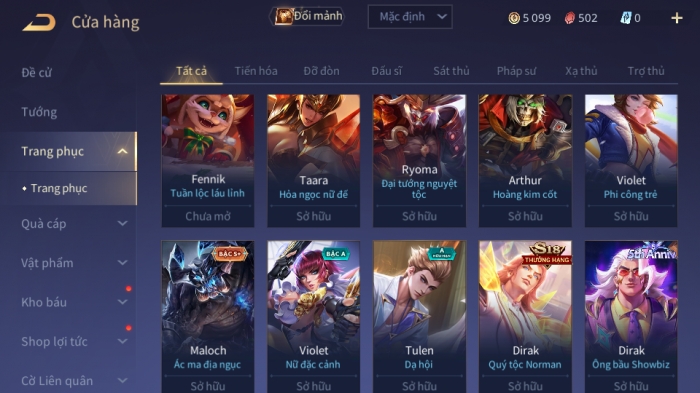 Cửa hàng
Đổi mảnh
Mặc định
5 099
502
0
Đề cử
Tướng
Trang phục
Trang phục
Quà cáp
Vật phẩm
Kho báu
Shop lợi tức
Cờ Liên quân
Tất cả Tiến hóa Đỡ đòn Đấu sĩ Sát thủ Pháp sư Xạ thủ Trợ thủ
Fennik
Tuần lộc láu lỉnh
Chưa mở
Taara
Hỏa ngọc nữ đế
Sở hữu
Ryoma
Đại tướng nguyệt
tộc
Sở hữu
Arthur
Hoàng kim cốt
Sở hữu
Violet
Phi công trẻ
Sở hữu
BẬC S+
Maloch
Ác ma địa ngục
Sở hữu
BẬC A
Violet
Nữ đặc cảnh
Sở hữu
A
Tulen
Dạ hội
Sở hữu
S18
THƯỞNG HẠNG
Dirak
Quý tộc Norman
Sở hữu
5th Anniv
Dirak
Ông bầu Showbiz
Sở hữu